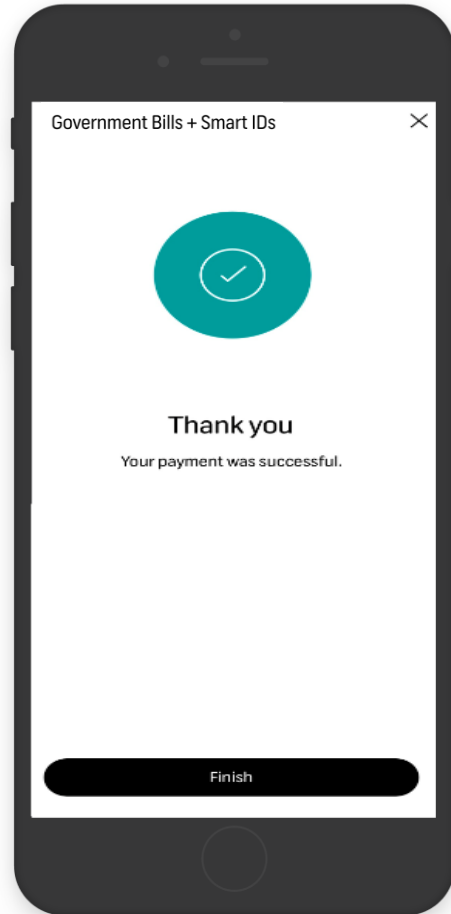 Government Bills + Smart IDs
Thank you
Your payment was successful.
Finish